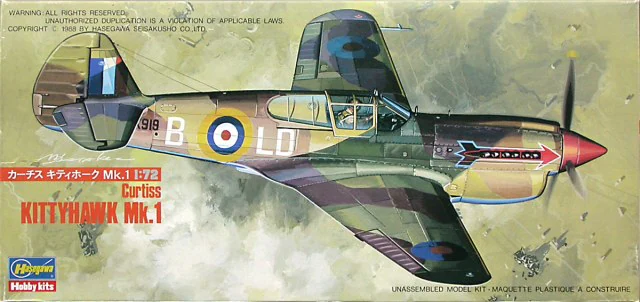 WARNING: ALL RIGHTS RESERVED.
UNAUTHORIZED DUPLICATION IS A VIOLATION OF APPLICABLE LAWS.
COPYRIGHT © 1988 BY HASEGAWA SEISAKUSHO CO.,LTD.
919
B LD
カーチス キティホーク Mk.1 1:72
Curtiss
KITTYHAWK Mk.1
Hasegawa
Hobby kits
UNASSEMBLED MODEL KIT - MAQUETTE PLASTIQUE A CONSTRUIRE.